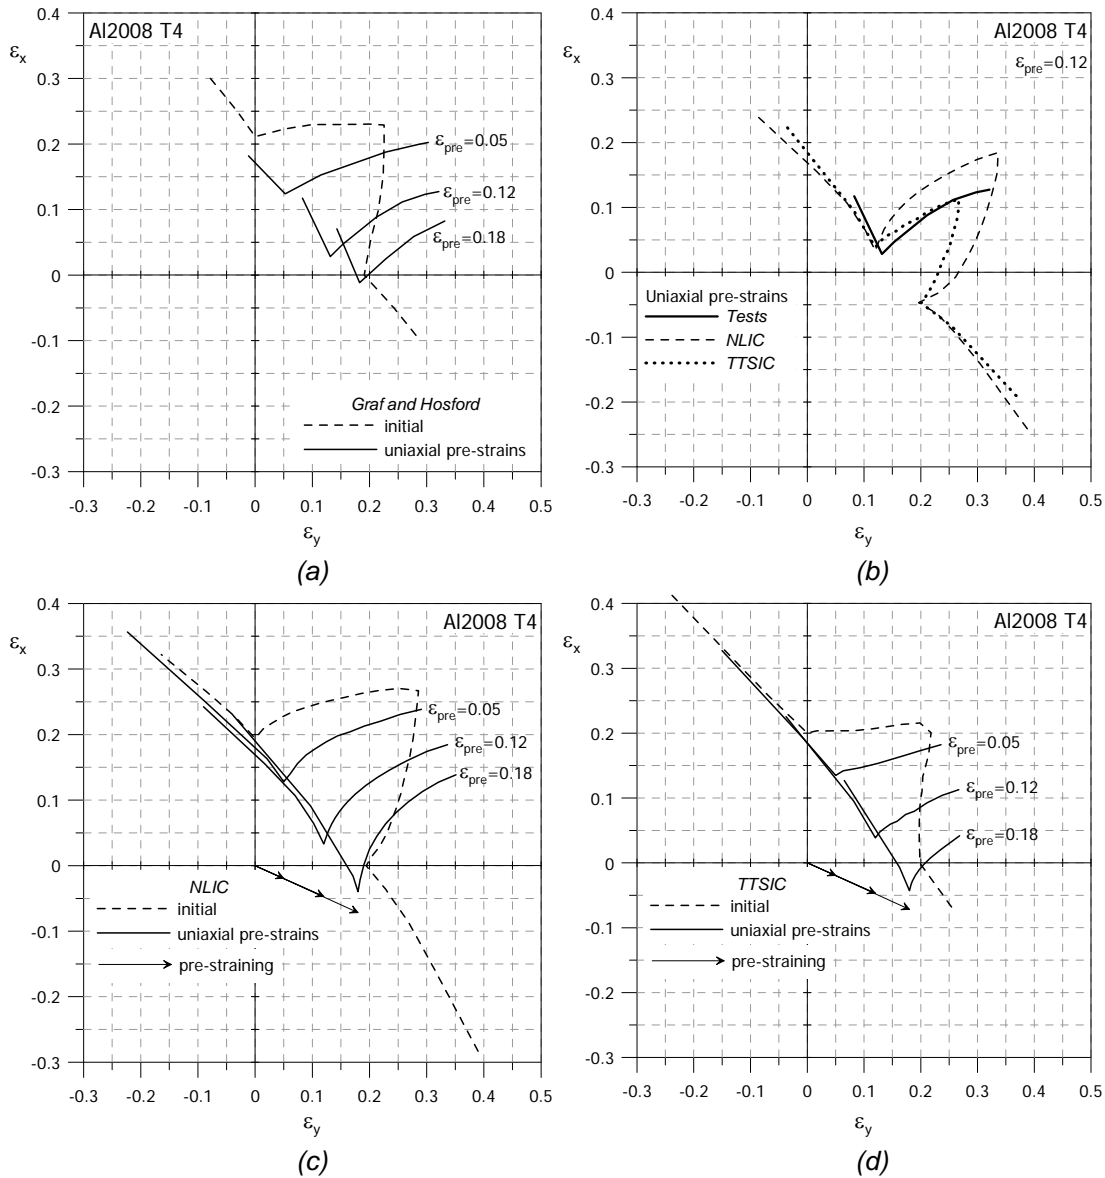 Al2008 T4
εx
0.4
0.3
0.2
0.1
0
-0.1
-0.2
-0.3
εpre=0.05
εpre=0.12
εpre=0.18
Graf and Hosford
initial
uniaxial pre-strains
-0.3 -0.2 -0.1 0 0.1 0.2 0.3 0.4 0.5
εy
(a)
Al2008 T4
εpre=0.12
εx
0.4
0.3
0.2
0.1
0
-0.1
-0.2
-0.3
Uniaxial pre-strains
Tests
NLIC
TTSIC
-0.3 -0.2 -0.1 0 0.1 0.2 0.3 0.4 0.5
εy
(b)
Al2008 T4
εx
0.4
0.3
0.2
0.1
0
-0.1
-0.2
-0.3
εpre=0.05
εpre=0.12
εpre=0.18
NLIC
initial
uniaxial pre-strains
pre-straining
-0.3 -0.2 -0.1 0 0.1 0.2 0.3 0.4 0.5
εy
(c)
Al2008 T4
εx
0.4
0.3
0.2
0.1
0
-0.1
-0.2
-0.3
εpre=0.05
εpre=0.12
εpre=0.18
TTSIC
initial
uniaxial pre-strains
pre-straining
-0.3 -0.2 -0.1 0 0.1 0.2 0.3 0.4 0.5
εy
(d)